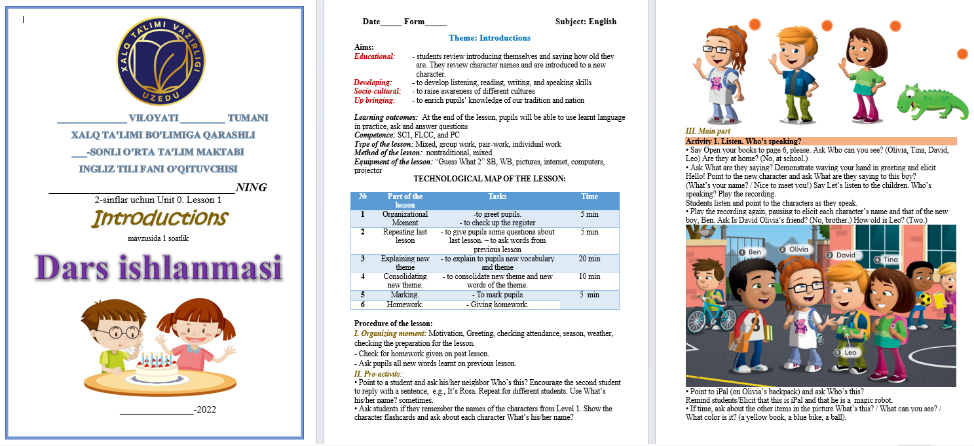 XALQ TA'LIMI VAZIRLIGI
UZEDU
__________ VILOYATI ________ TUMANI
XALQ TA'LIMI BO'LIMIGA QARASHLI
___-SONLI O'RTA TA'LIM MAKTABI
INGLIZ TILI FANI O'QITUVCHISI
______________________________NING
2-sinflar uchun Unit 0. Lesson 1
Introductions
mavzusida 1 soatlik
Dars ishlanmasi
______________-2022
Date_____ Form_____ Subject: English
Theme: Introductions
Aims:
Educational: - students review introducing themselves and saying how old they
are. They review character names and are introduced to a new
character.
Developing: - to develop listening, reading, writing, and speaking skills
Socio-cultural: - to raise awareness of different cultures
Up bringing: - to enrich pupils' knowledge of our tradition and nation
Learning outcomes: At the end of the lesson, pupils will be able to use learnt language
in practice, ask and answer questions
Competence: SC1, FLCC, and PC
Type of the lesson: Mixed, group work, pair-work, individual work
Method of the lesson: nontraditional, mixed
Equipment of the lesson: "Guess What 2" SB, WB, pictures, internet, computers,
projector
TECHNOLOGICAL MAP OF THE LESSON:
№ Part of the lesson Tasks Time
1 Organizational Moment -to greet pupils. - to check up the register 5 min
2 Repeating last lesson - to give pupils some questions about last lesson. – to ask words from previous lesson 5 min
3 Explaining new theme - to explain to pupils new vocabulary and theme 20 min
4 Consolidating new theme. - to consolidate new theme and new words of the theme. 10 min
5 Marking. - To mark pupils 5 min
6 Homework. - Giving homework.
Procedure of the lesson:
I. Organizing moment: Motivation, Greeting, checking attendance, season, weather,
checking the preparation for the lesson.
- Check for homework given on past lesson.
- Ask pupils all new words learnt on previous lesson.
II. Pre-activity:
• Point to a student and ask his/her neighbor Who's this? Encourage the second student
to reply with a sentence, e.g., It's Rosa. Repeat for different students. Use What's
his/her name? sometimes.
• Ask students if they remember the names of the characters from Level 1. Show the
character flashcards and ask about each character What's his/her name?
III. Main part
Activity 1. Listen. Who's speaking?
• Say Open your books to page 6, please. Ask Who can you see? (Olivia, Tina, David,
Leo) Are they at home? (No, at school.)
• Ask What are they saying? Demonstrate waving your hand in greeting and elicit
Hello! Point to the new character and ask What are they saying to this boy?
(What's your name? / Nice to meet you!) Say Let's listen to the children. Who's
speaking? Play the recording.
Students listen and point to the characters as they speak.
• Play the recording again, pausing to elicit each character's name and that of the new
boy, Ben. Ask Is David Olivia's friend? (No, brother.) How old is Leo? (Two.)
1 Ben
2 Olivia
3 David
4 Tina
5 Leo
• Point to iPal (on Olivia's backpack) and ask Who's this?
Remind students/Elicit that this is iPal and that he is a magic robot.
• If time, ask about the other items in the picture What's this? / What can you see? /
What color is it? (a yellow book, a blue bike, a ball).